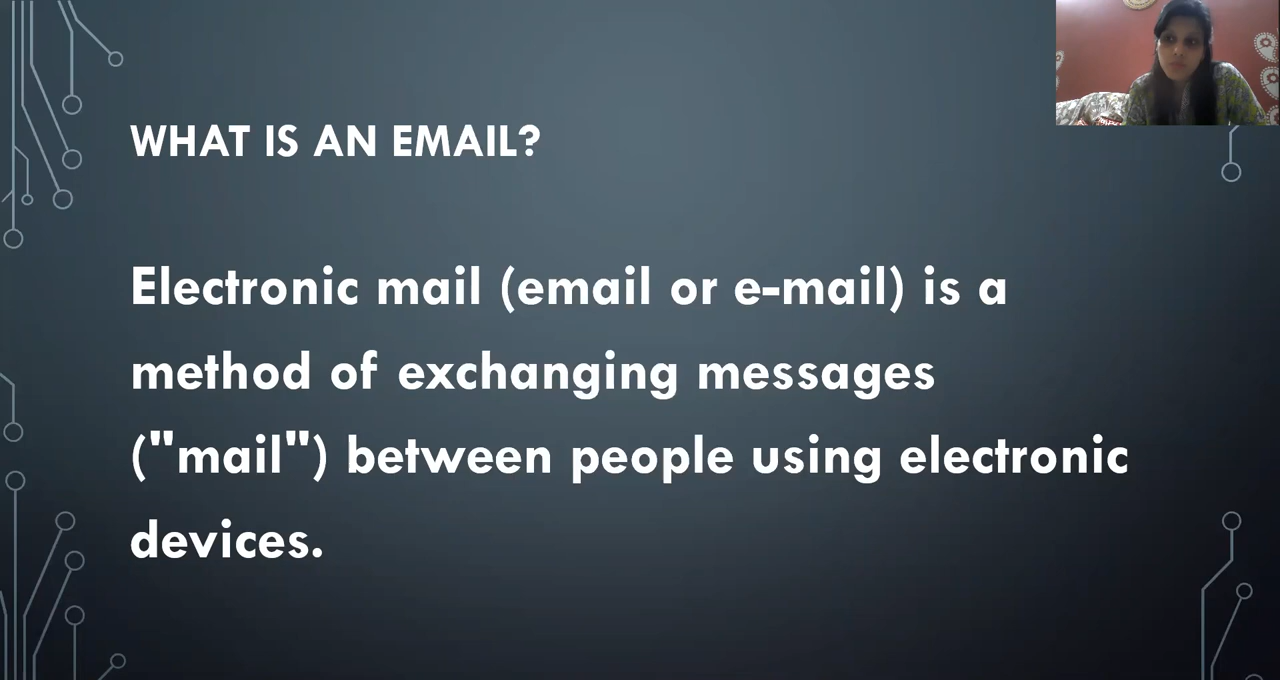 WHAT IS AN EMAIL?
Electronic mail (email or e-mail) is a
method of exchanging messages
("mail") between people using electronic
devices.